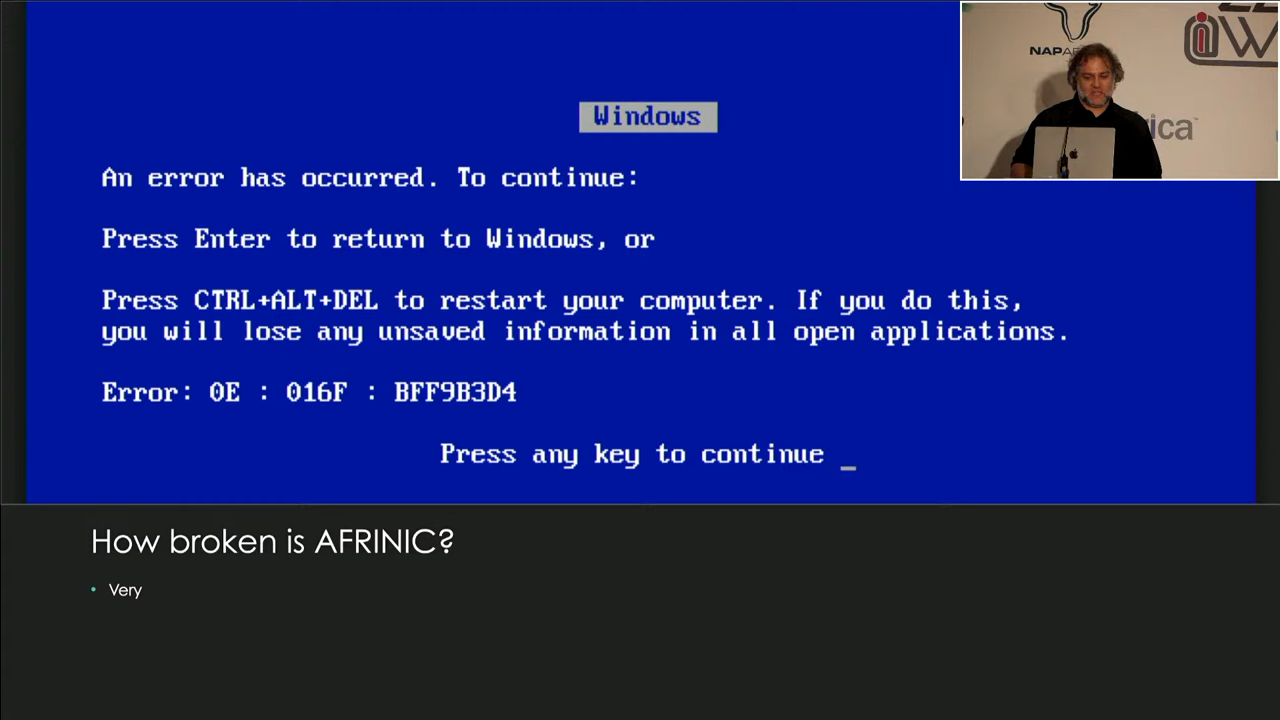 Windows
An error has occurred. To continue:
Press Enter to return to Windows, or
Press CTRL+ALT+DEL to restart your computer. If you do this,
you will lose any unsaved information in all open applications.
Error: 0E : 016F : BFF9B3D4
Press any key to continue _
How broken is AFRINIC?
• Very